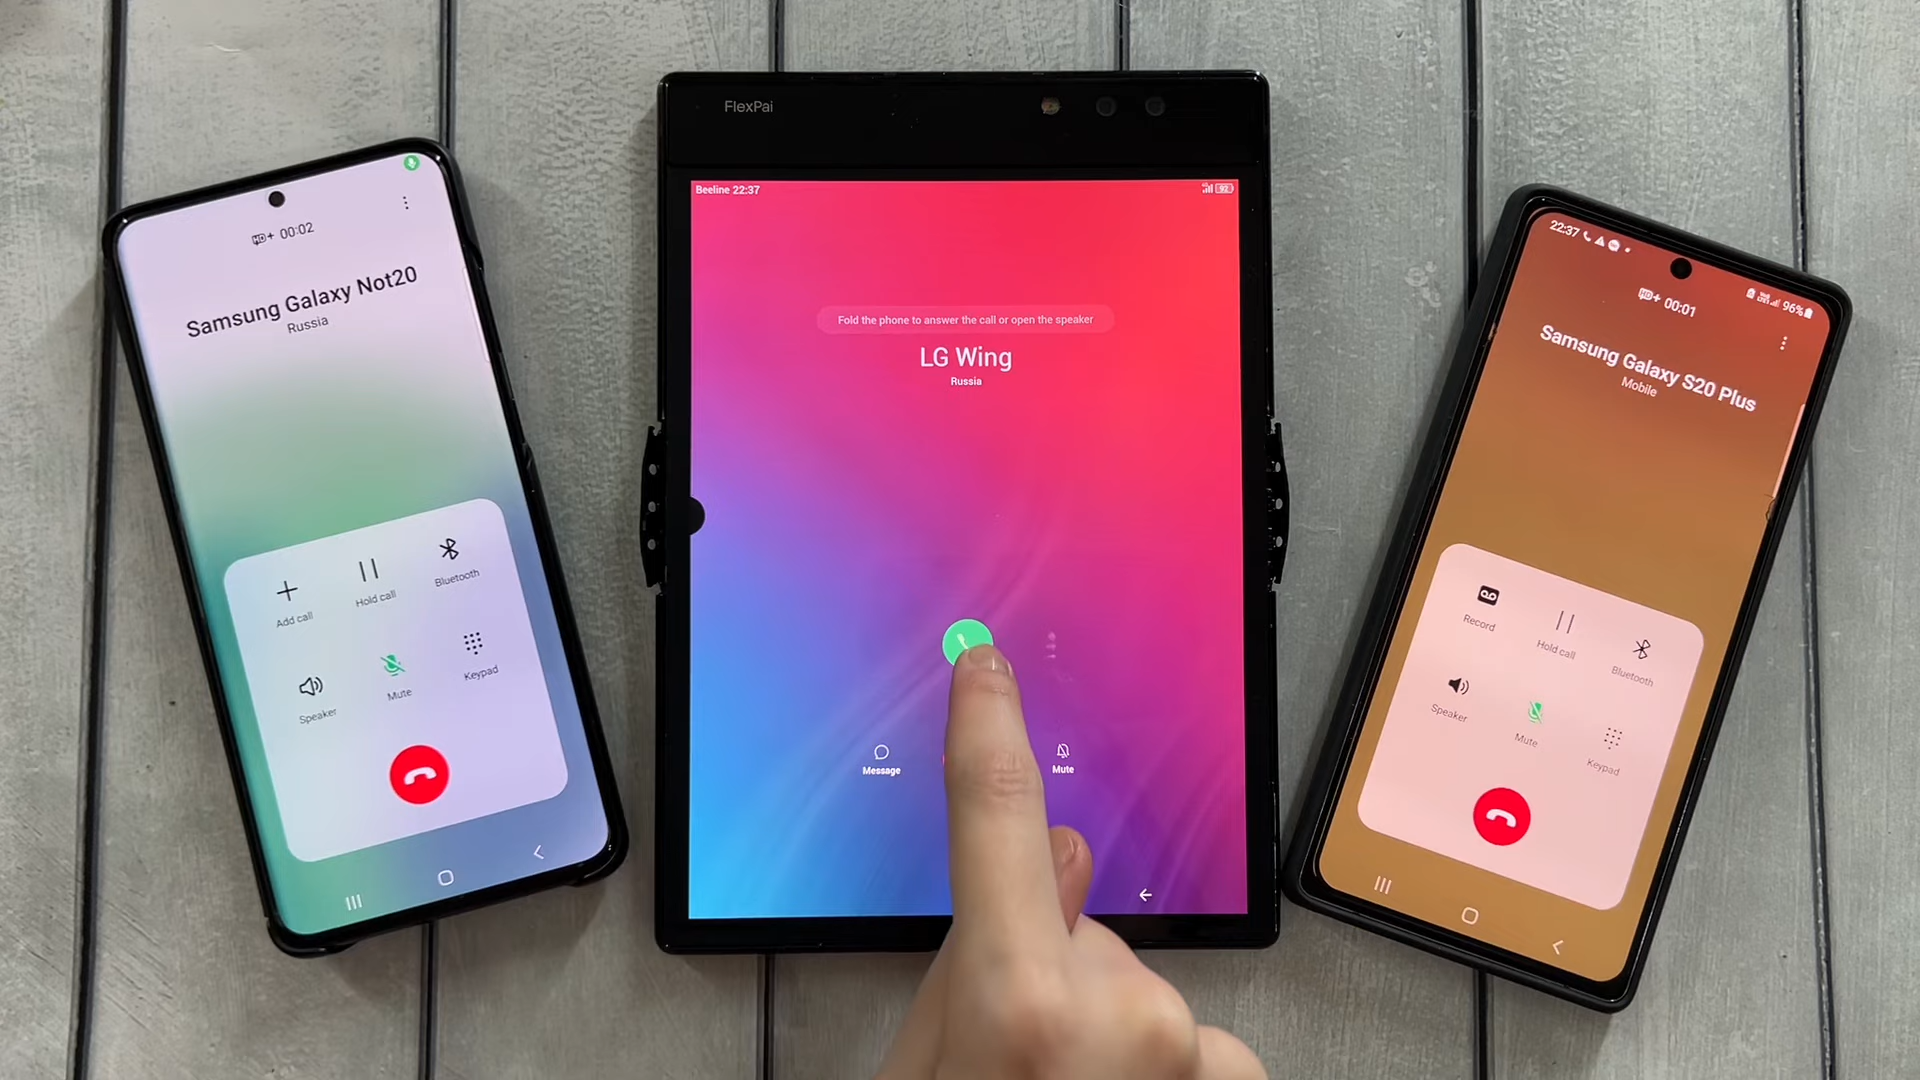 00:02
Samsung Galaxy Not20
Russia
Add call
Hold call
Bluetooth
Speaker
Mute
Keypad
FlexPai
Beeline 22:37
92
Fold the phone to answer the call or open the speaker
LG Wing
Russia
Message
Mute
22:37
96%
00:01
Samsung Galaxy S20 Plus
Mobile
Record
Hold call
Bluetooth
Speaker
Mute
Keypad